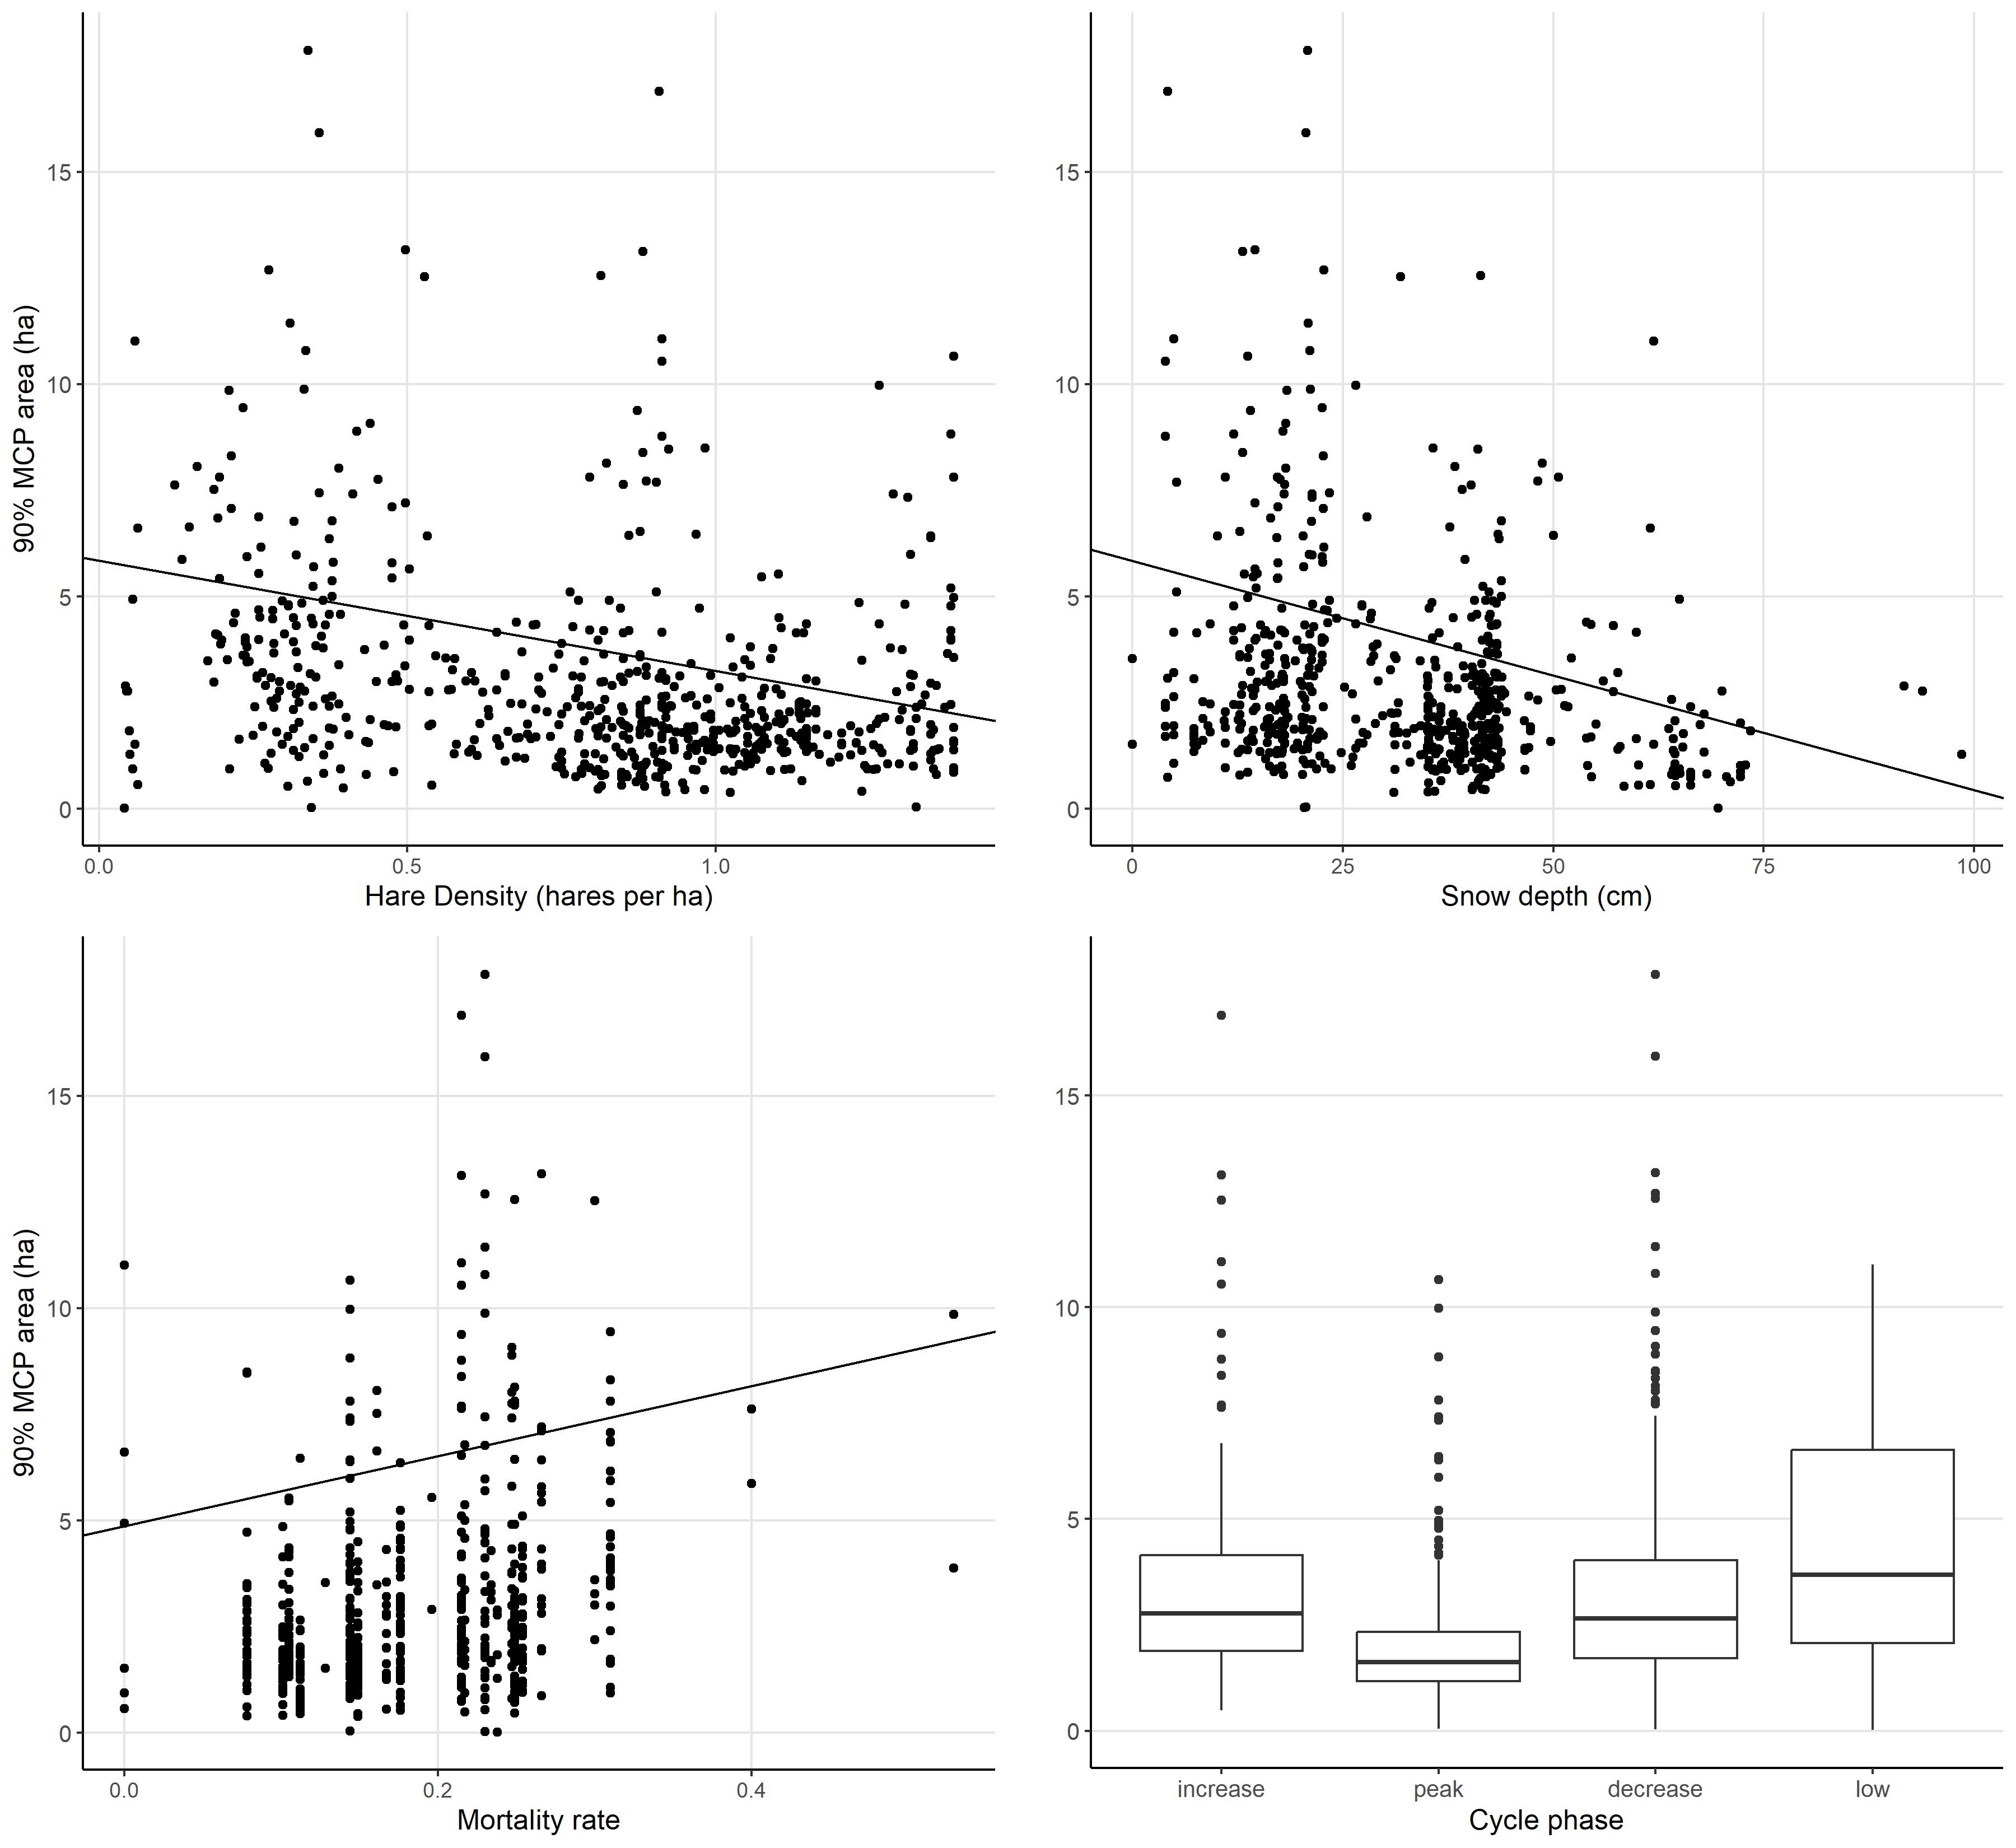 90% MCP area (ha)
15
10
5
0
0.0 0.5 1.0
Hare Density (hares per ha)
15
10
5
0
0 25 50 75 100
Snow depth (cm)
90% MCP area (ha)
15
10
5
0
0.0 0.2 0.4
Mortality rate
15
10
5
0
increase peak decrease low
Cycle phase